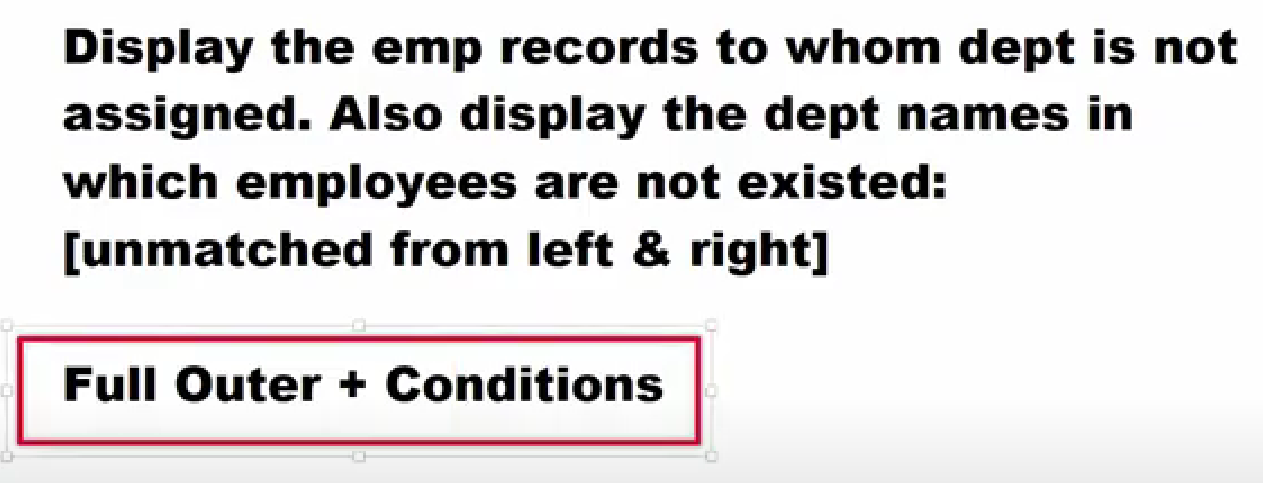 Display the emp records to whom dept is not
assigned. Also display the dept names in
which employees are not existed:
[unmatched from left & right]
Full Outer + Conditions